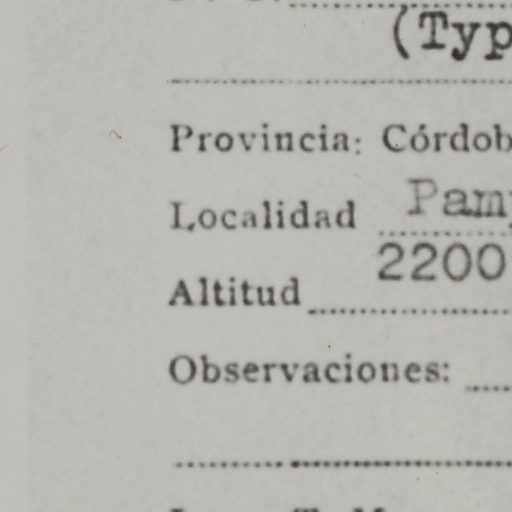 (Typ
Provincia: Córdob
Localidad Pam
Altitud 2200
Observaciones: